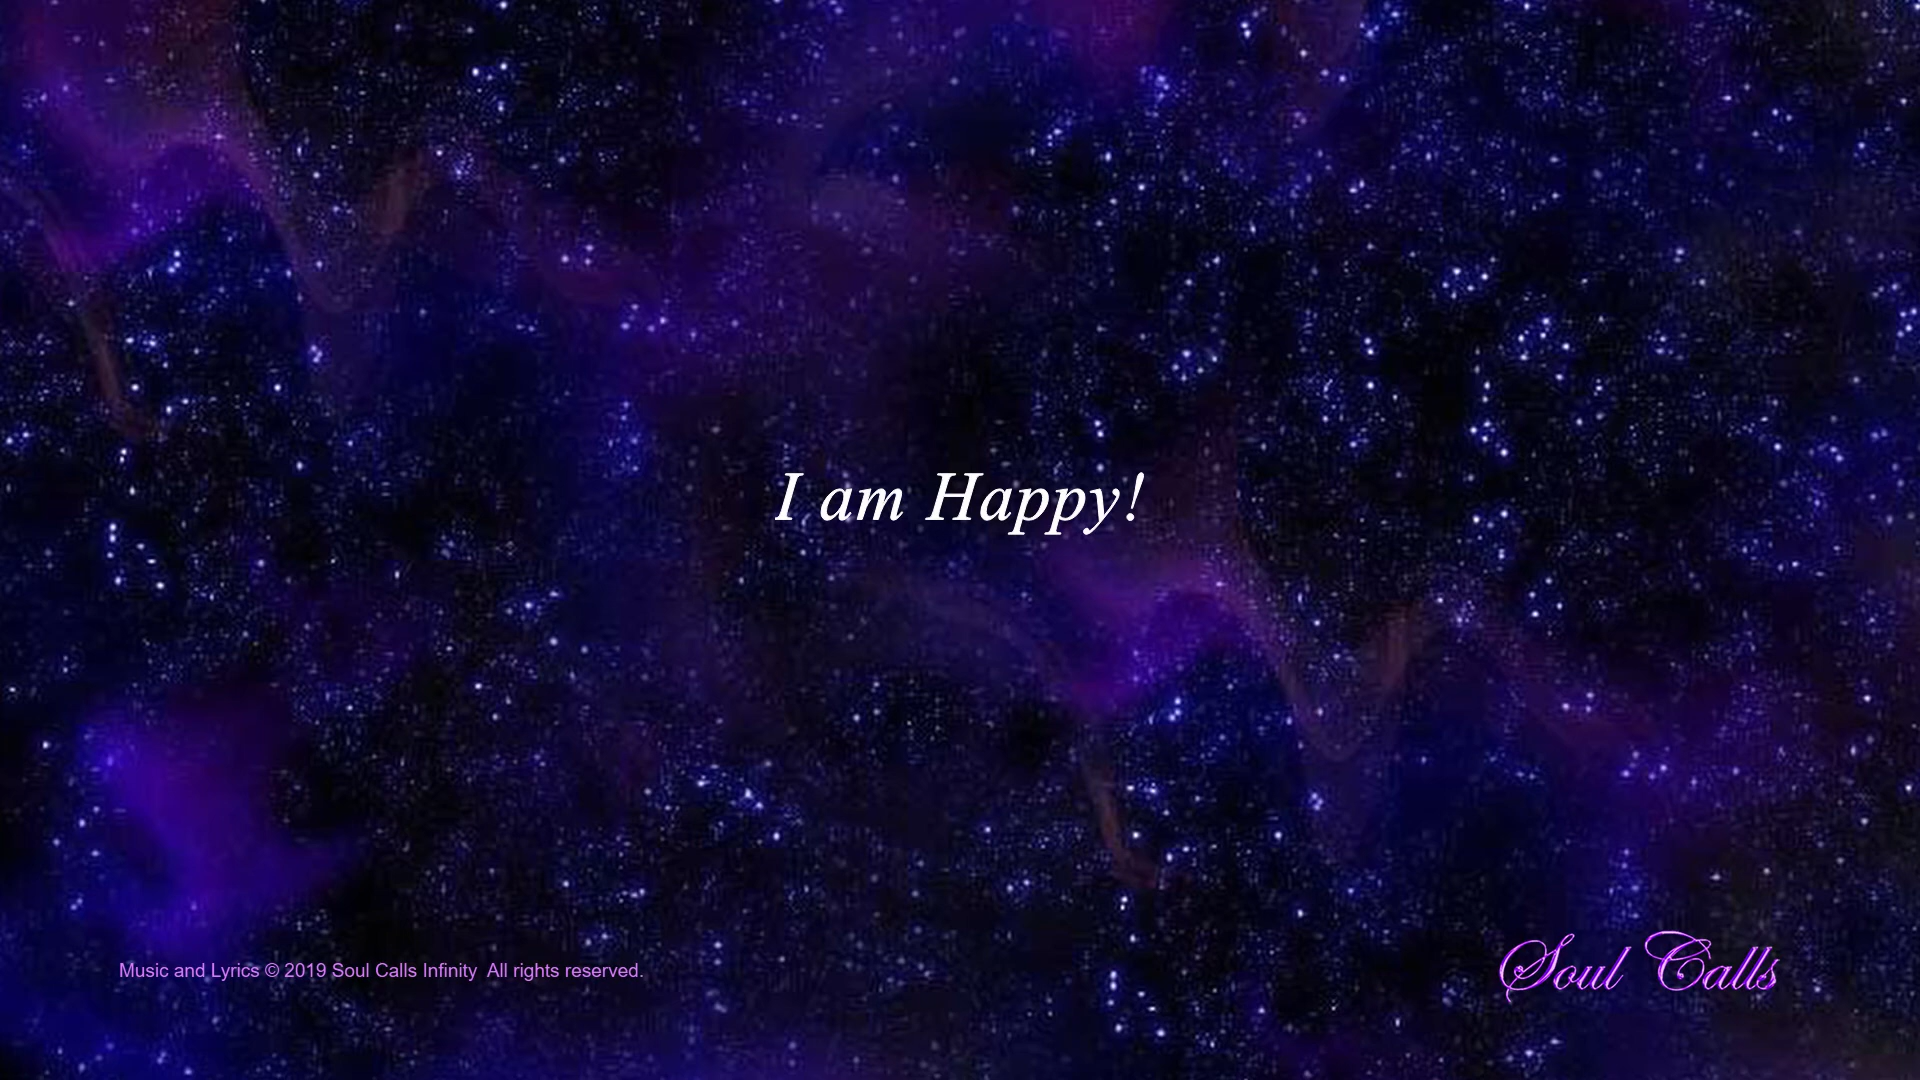 I am Happy!
Music and Lyrics © 2019 Soul Calls Infinity  All rights reserved.
Soul Calls